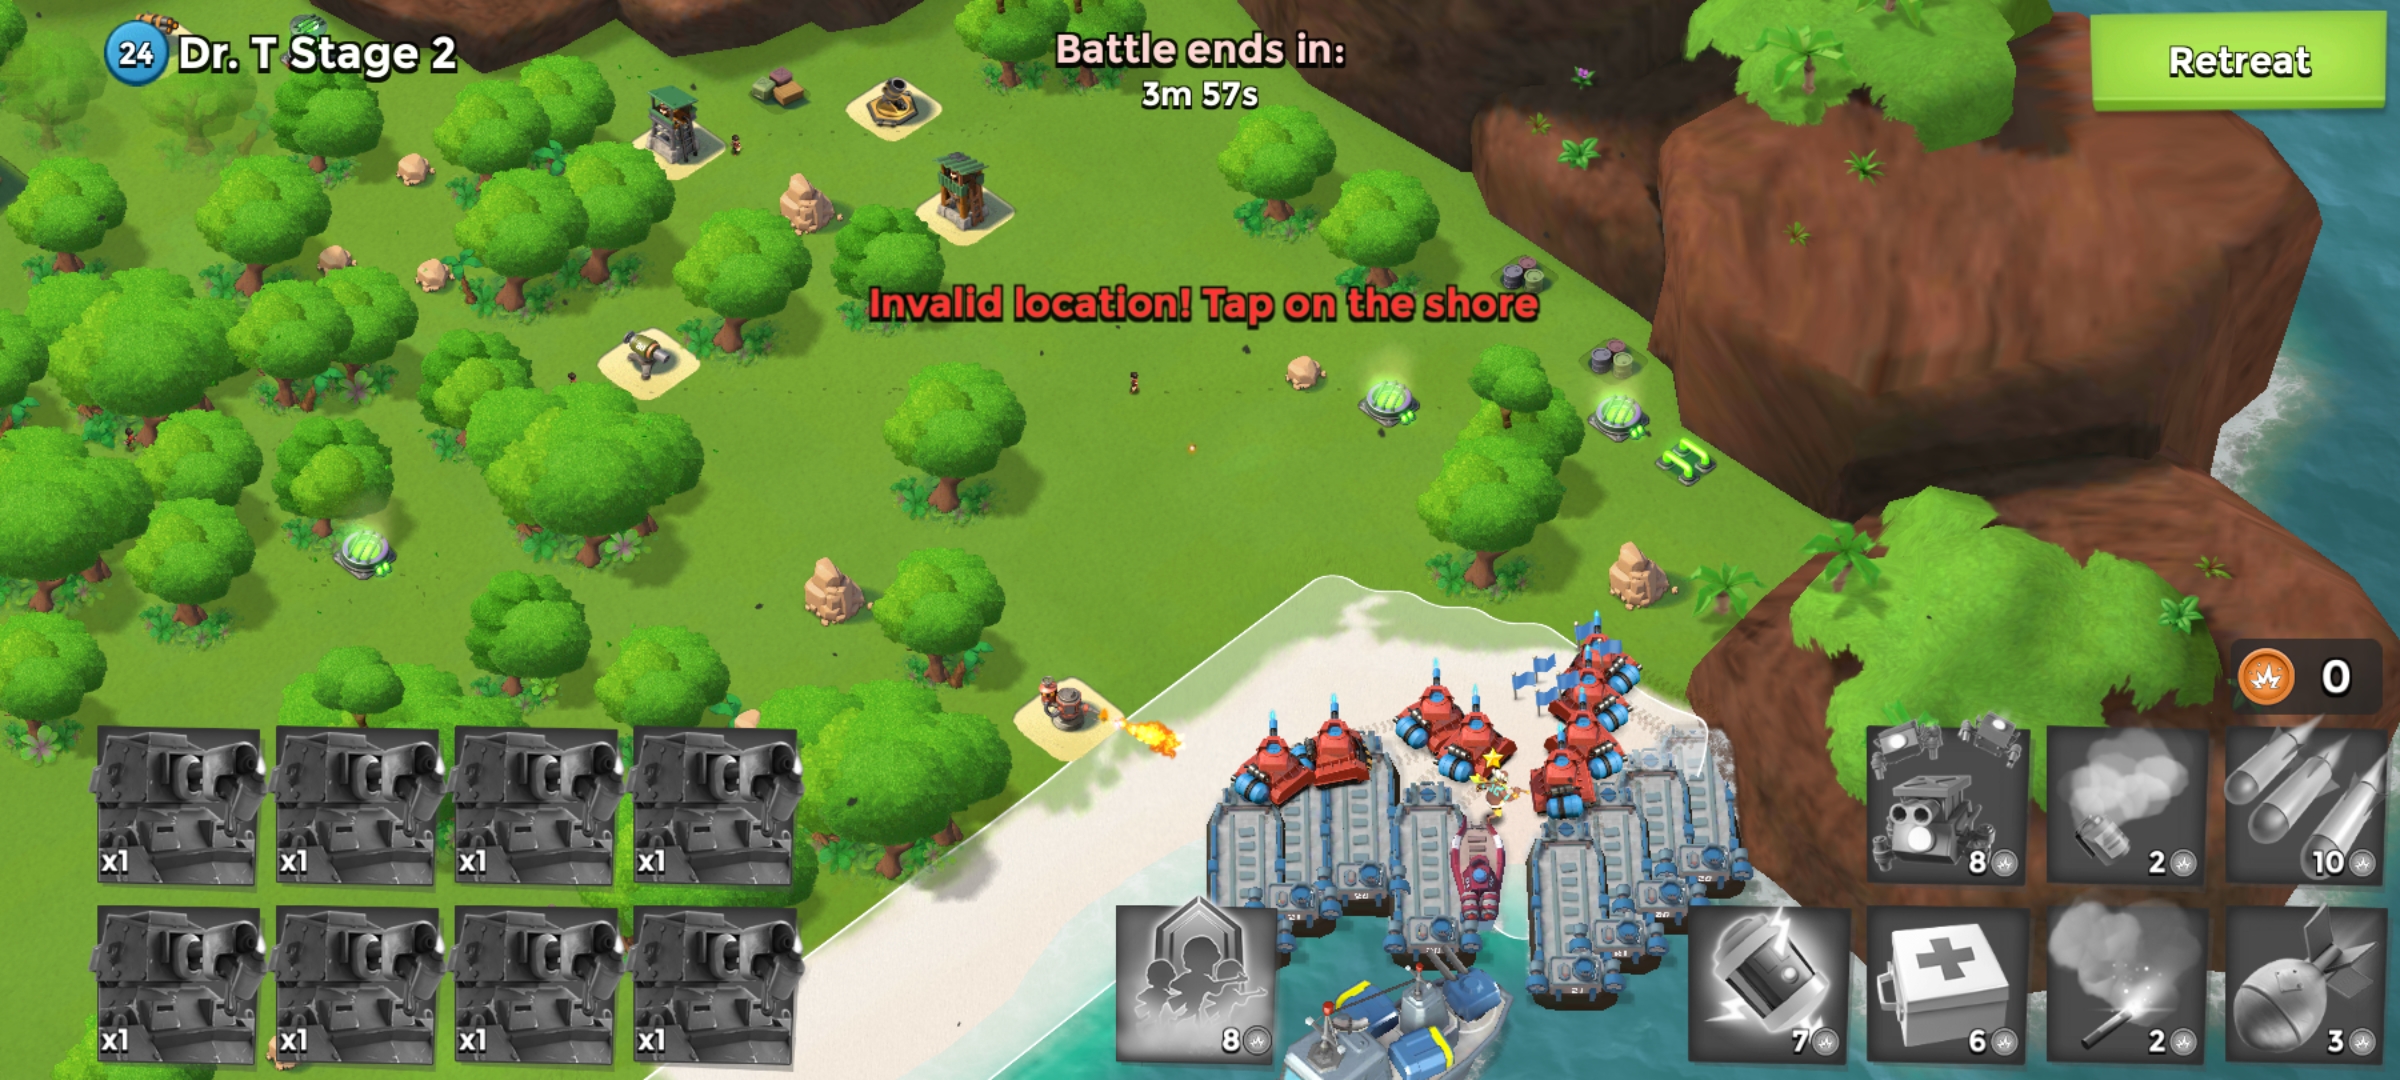 24 Dr. T Stage 2
Battle ends in:
3m 57s
Retreat
Invalid location! Tap on the shore
0
x1 x1 x1 x1
8 2 10
x1 x1 x1 x1
8 7 6 2 3